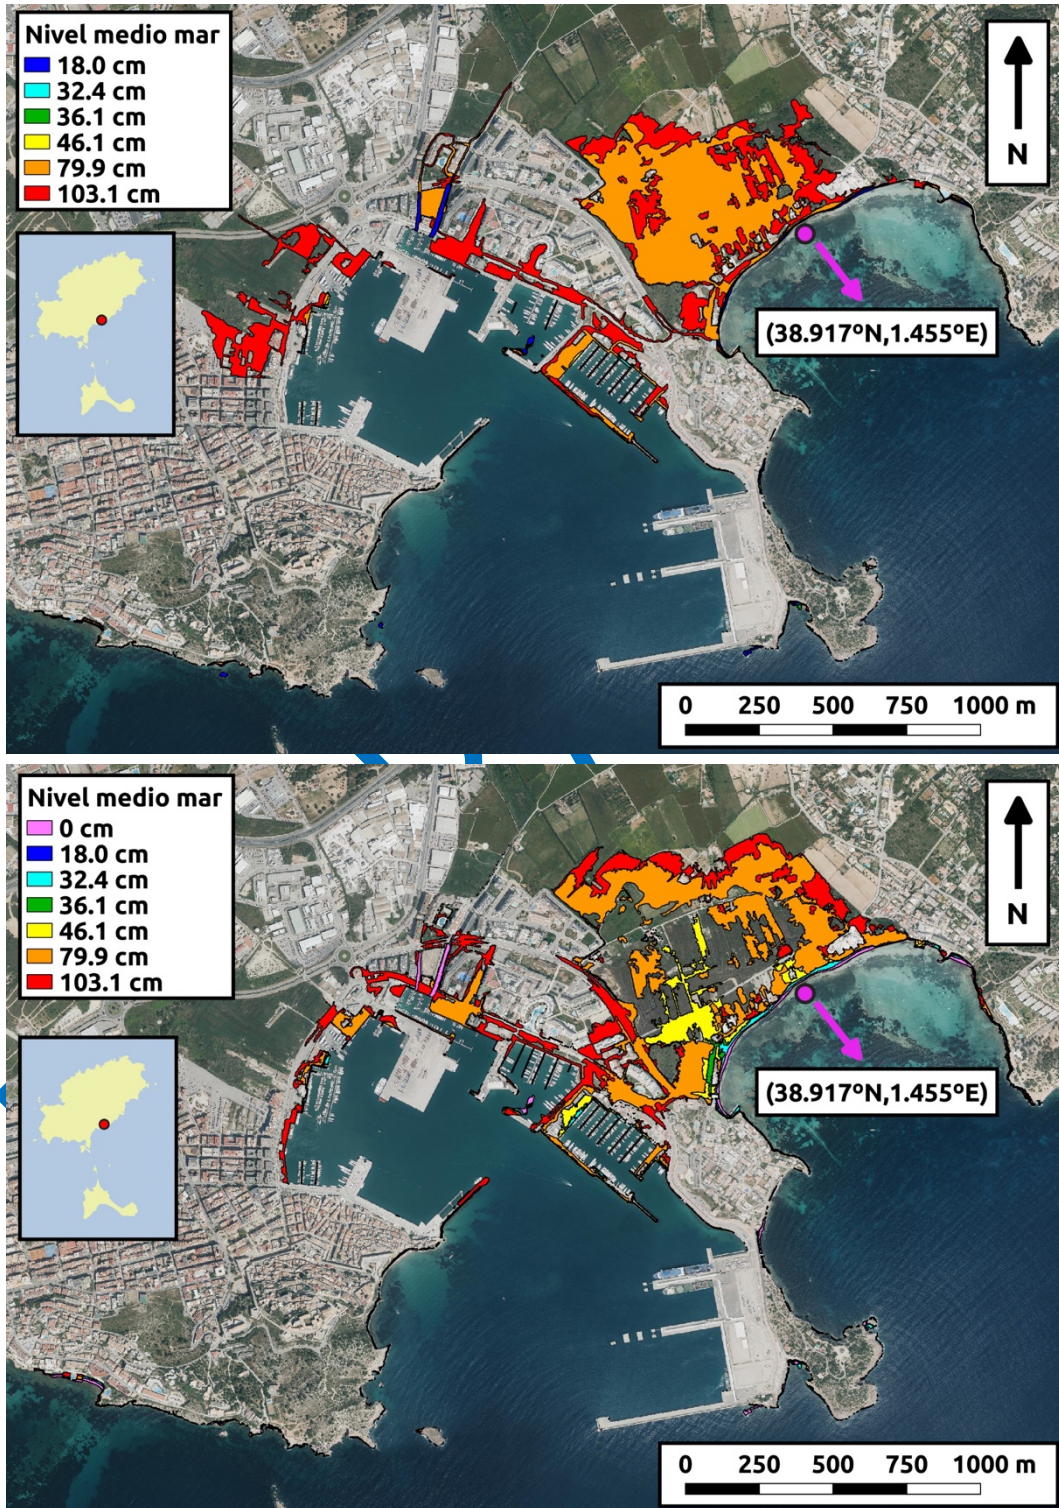 Nivel medio mar
18.0 cm
32.4 cm
36.1 cm
46.1 cm
79.9 cm
103.1 cm
N
(38.917ºN,1.455ºE)
0 250 500 750 1000 m
Nivel medio mar
0 cm
18.0 cm
32.4 cm
36.1 cm
46.1 cm
79.9 cm
103.1 cm
N
(38.917ºN,1.455ºE)
0 250 500 750 1000 m